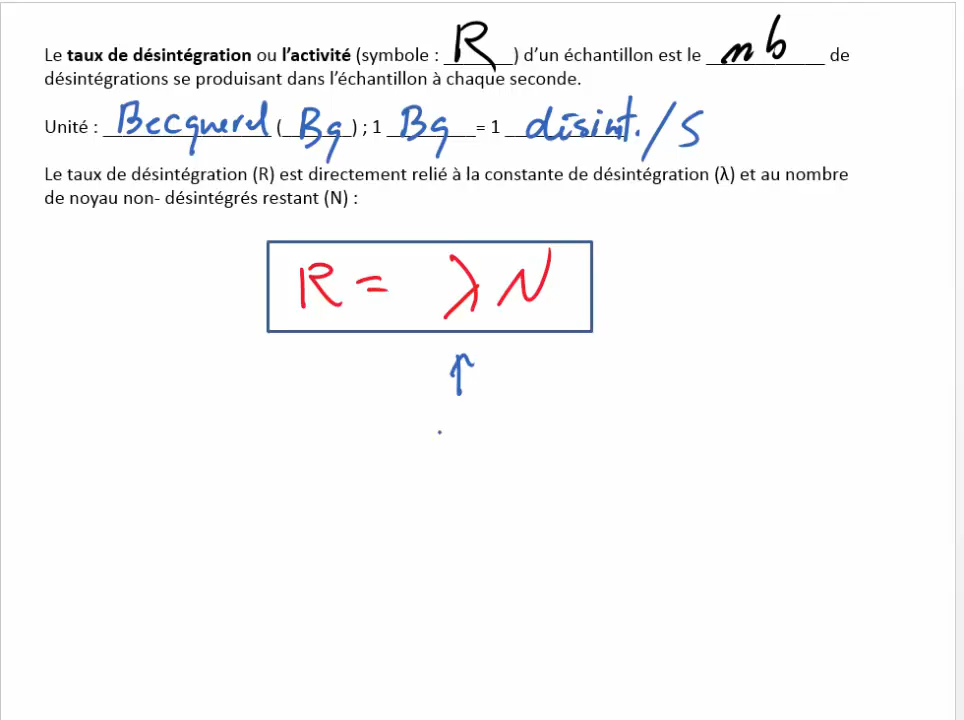 Le taux de désintégration ou l’activité (symbole : R) d’un échantillon est le nb de
désintégrations se produisant dans l’échantillon à chaque seconde.
Unité : Becquerel (Bq) ; 1 Bq = 1 désint./s
Le taux de désintégration (R) est directement relié à la constante de désintégration (λ) et au nombre
de noyau non- désintégrés restant (N) :
R = λN